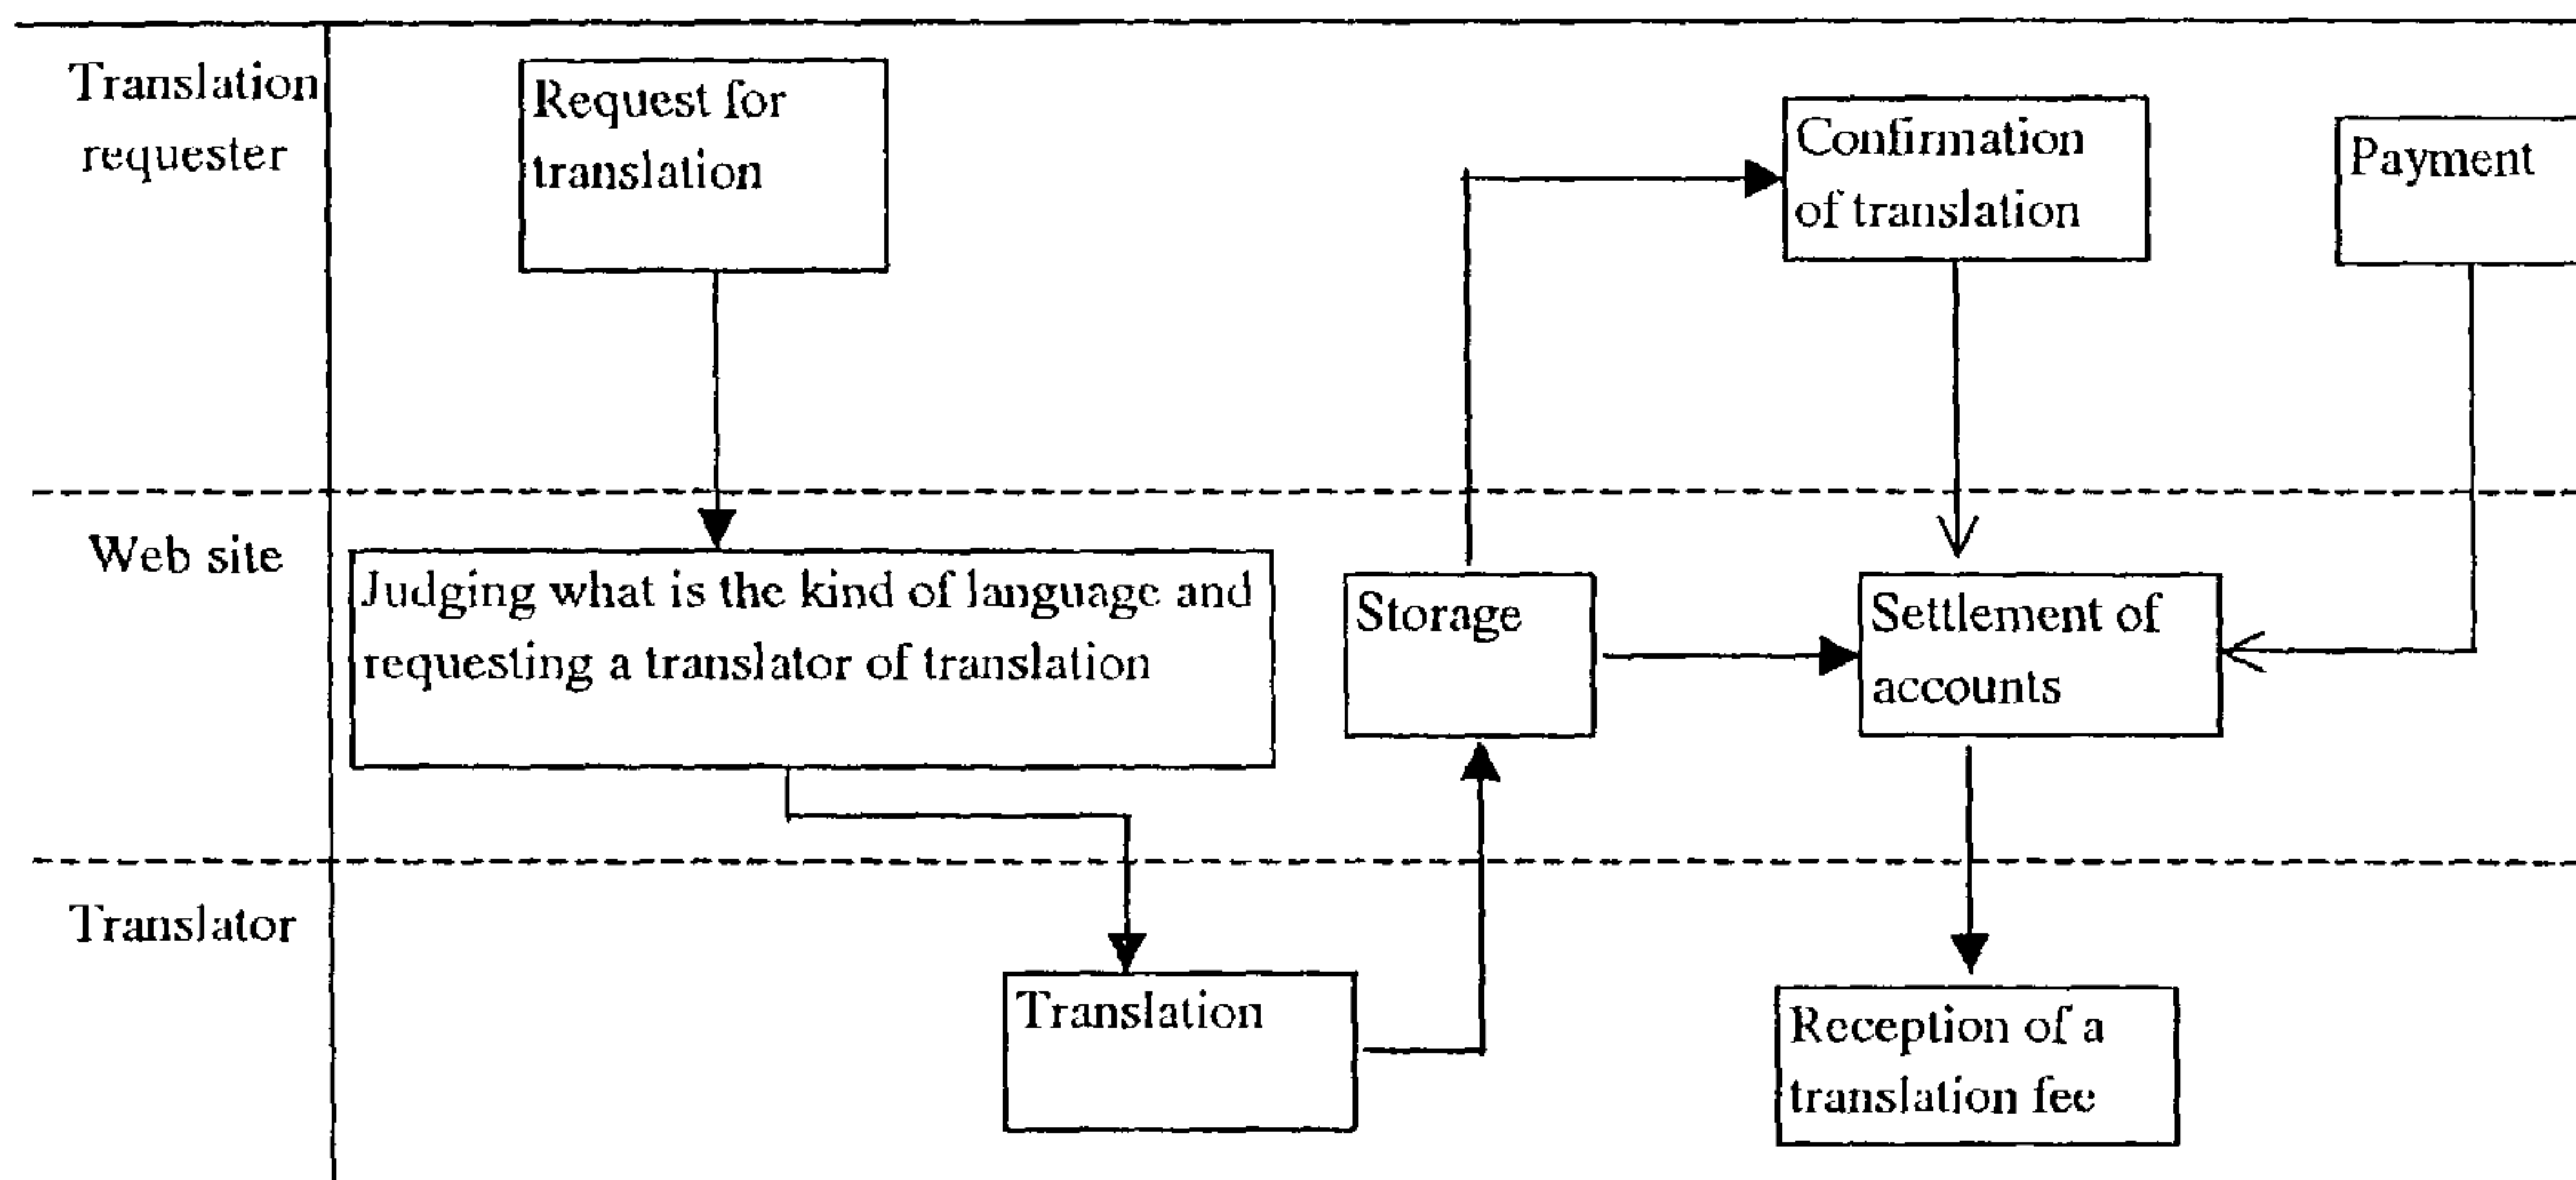 Translation
requester
Request for
translation
Confirmation
of translation
Payment
Web site
Judging what is the kind of language and
requesting a translator of translation
Storage
Settlement of
accounts
Translator
Translation
Reception of a
translation fee